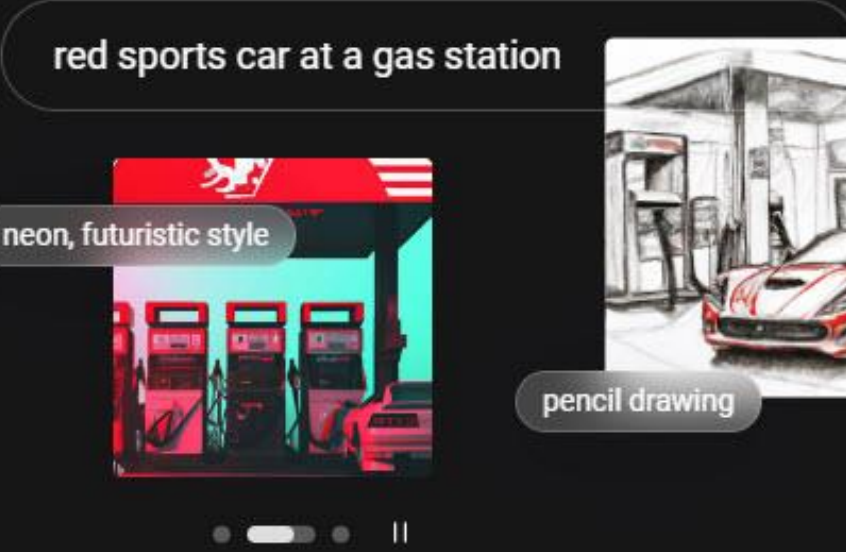 red sports car at a gas station
neon, futuristic style
pencil drawing